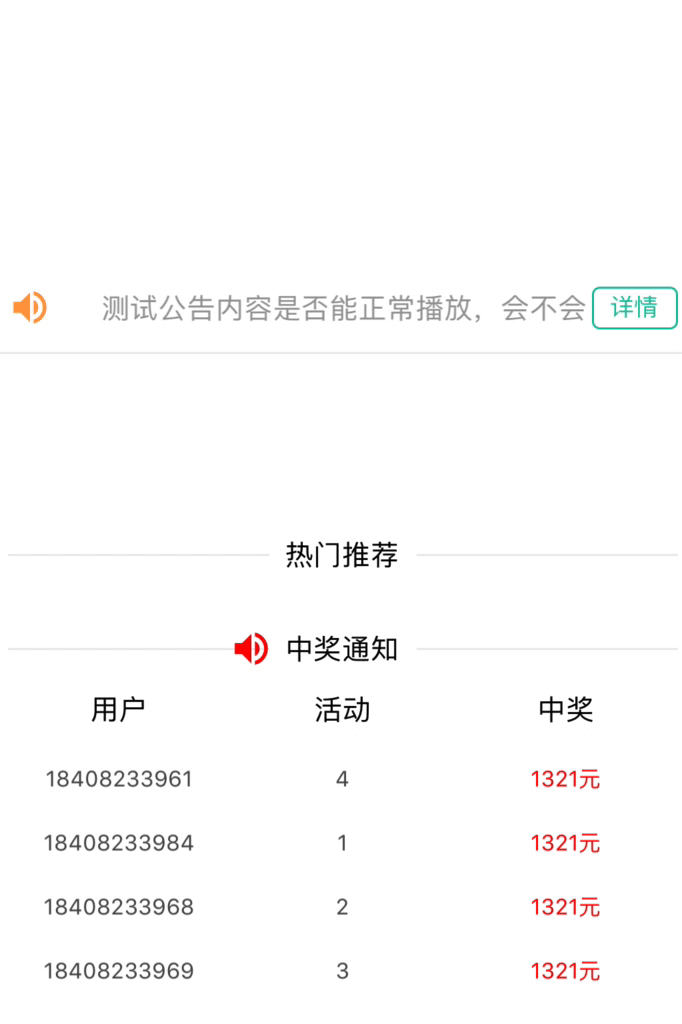 测试公告内容是否能正常播放，会不会 详情
热门推荐
中奖通知
用户 活动 中奖
18408233961 4 1321元
18408233984 1 1321元
18408233968 2 1321元
18408233969 3 1321元